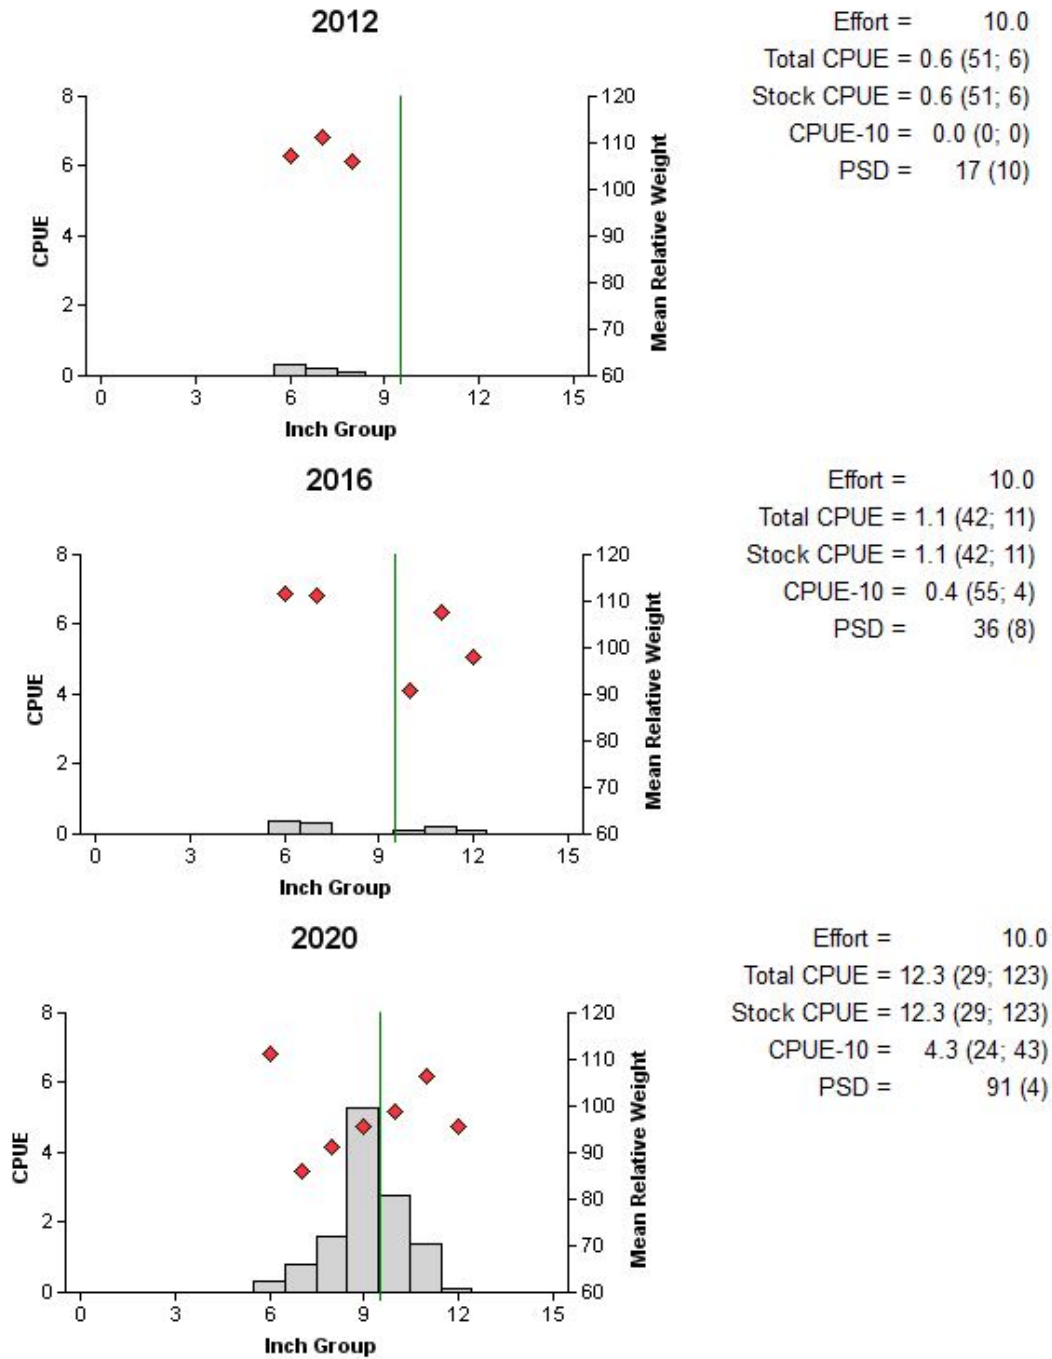 2012
Effort = 10.0
Total CPUE = 0.6 (51; 6)
Stock CPUE = 0.6 (51; 6)
CPUE-10 = 0.0 (0; 0)
PSD = 17 (10)
8
6
4
2
0
CPUE
120
110
100
90
80
70
60
Mean Relative Weight
0 3 6 9 12 15
Inch Group
2016
Effort = 10.0
Total CPUE = 1.1 (42; 11)
Stock CPUE = 1.1 (42; 11)
CPUE-10 = 0.4 (55; 4)
PSD = 36 (8)
8
6
4
2
0
CPUE
120
110
100
90
80
70
60
Mean Relative Weight
0 3 6 9 12 15
Inch Group
2020
Effort = 10.0
Total CPUE = 12.3 (29; 123)
Stock CPUE = 12.3 (29; 123)
CPUE-10 = 4.3 (24; 43)
PSD = 91 (4)
8
6
4
2
0
CPUE
120
110
100
90
80
70
60
Mean Relative Weight
0 3 6 9 12 15
Inch Group